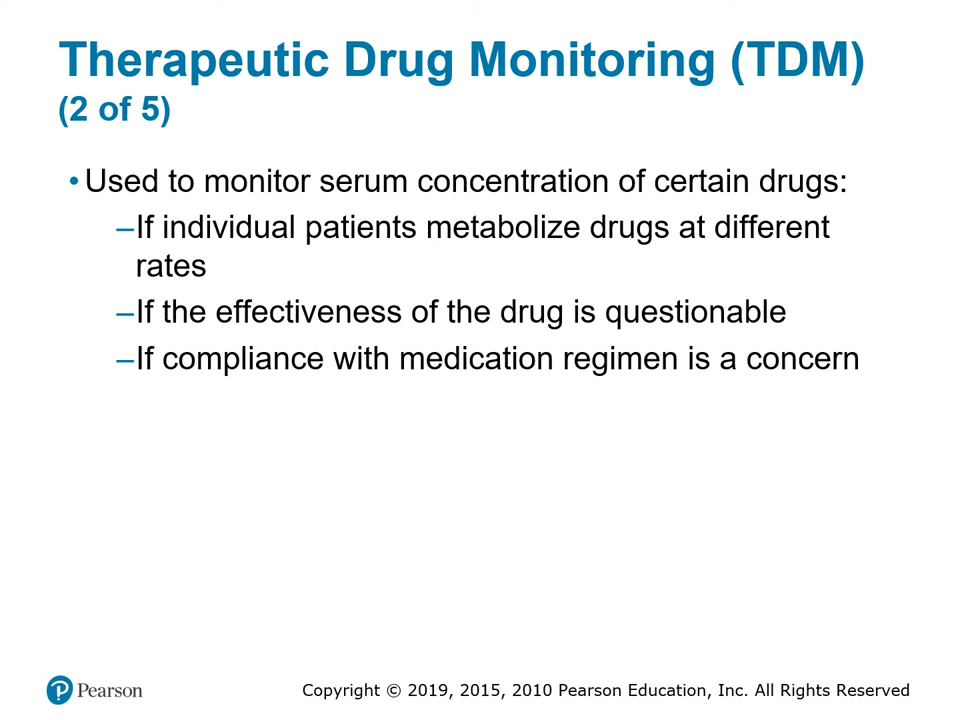 Therapeutic Drug Monitoring (TDM)
(2 of 5)
• Used to monitor serum concentration of certain drugs:
–If individual patients metabolize drugs at different
rates
–If the effectiveness of the drug is questionable
–If compliance with medication regimen is a concern
Pearson
Copyright © 2019, 2015, 2010 Pearson Education, Inc. All Rights Reserved